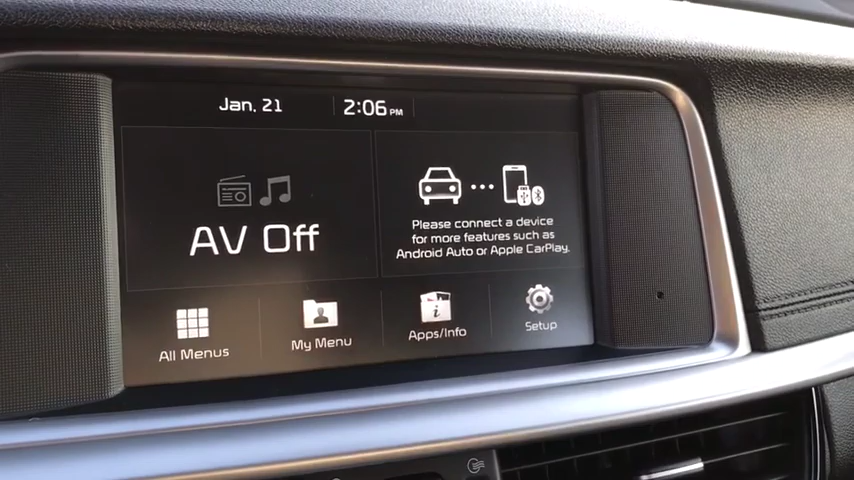 Jan. 21
2:06 PM
AV Off
Please connect a device
for more features such as
Android Auto or Apple CarPlay.
All Menus
My Menu
Apps/Info
Setup